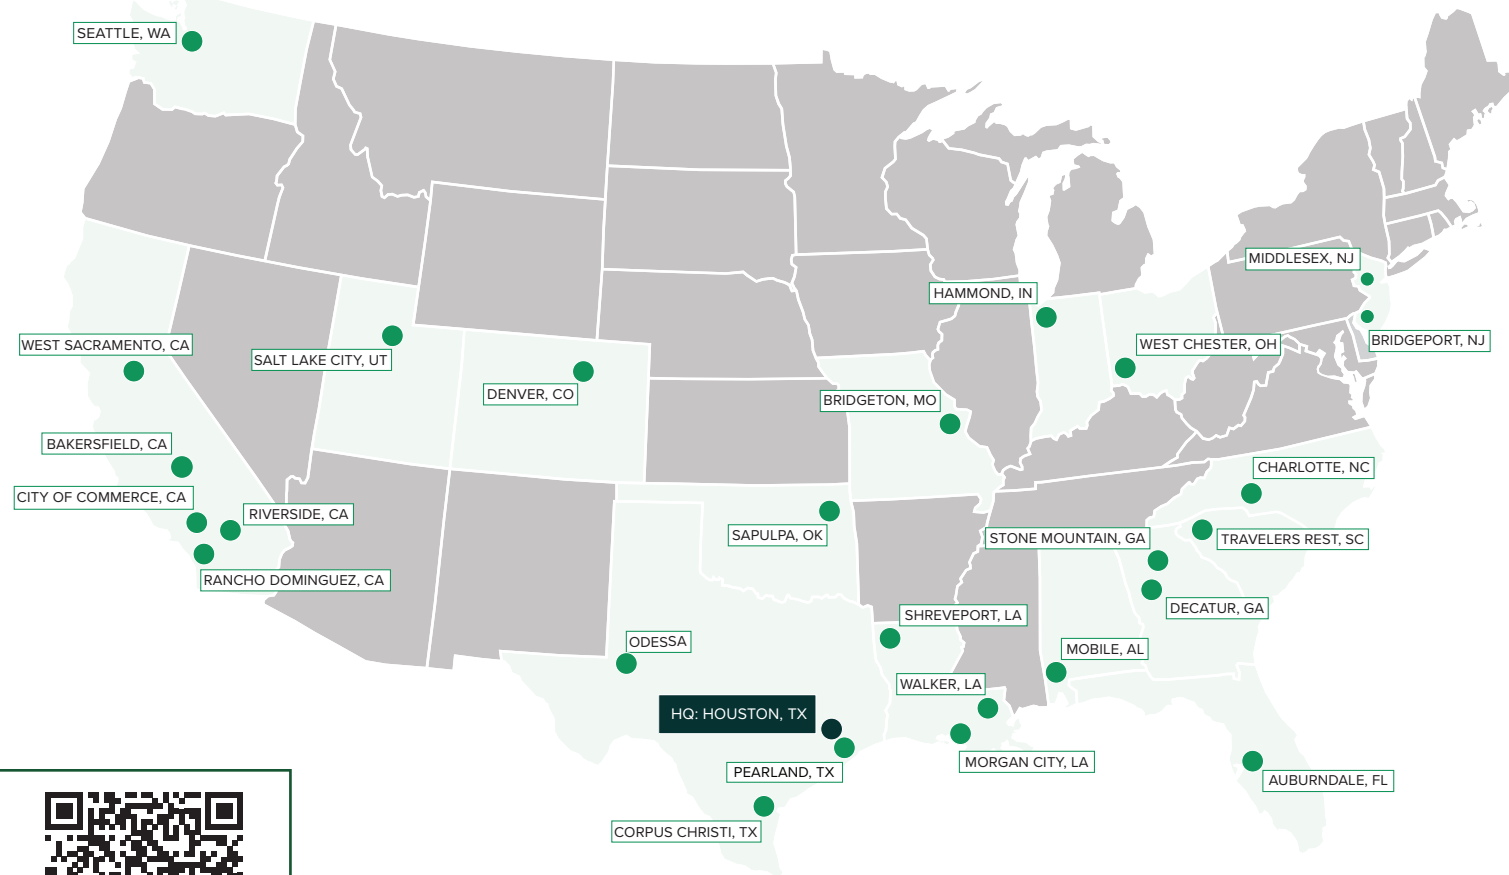 SEATTLE, WA
MIDDLESEX, NJ
HAMMOND, IN
BRIDGEPORT, NJ
WEST SACRAMENTO, CA
WEST CHESTER, OH
SALT LAKE CITY, UT
DENVER, CO
BRIDGETON, MO
BAKERSFIELD, CA
CHARLOTTE, NC
CITY OF COMMERCE, CA
RIVERSIDE, CA
SAPULPA, OK
STONE MOUNTAIN, GA
TRAVELERS REST, SC
RANCHO DOMINGUEZ, CA
DECATUR, GA
SHREVEPORT, LA
ODESSA
MOBILE, AL
WALKER, LA
HQ: HOUSTON, TX
MORGAN CITY, LA
PEARLAND, TX
AUBURNDALE, FL
CORPUS CHRISTI, TX